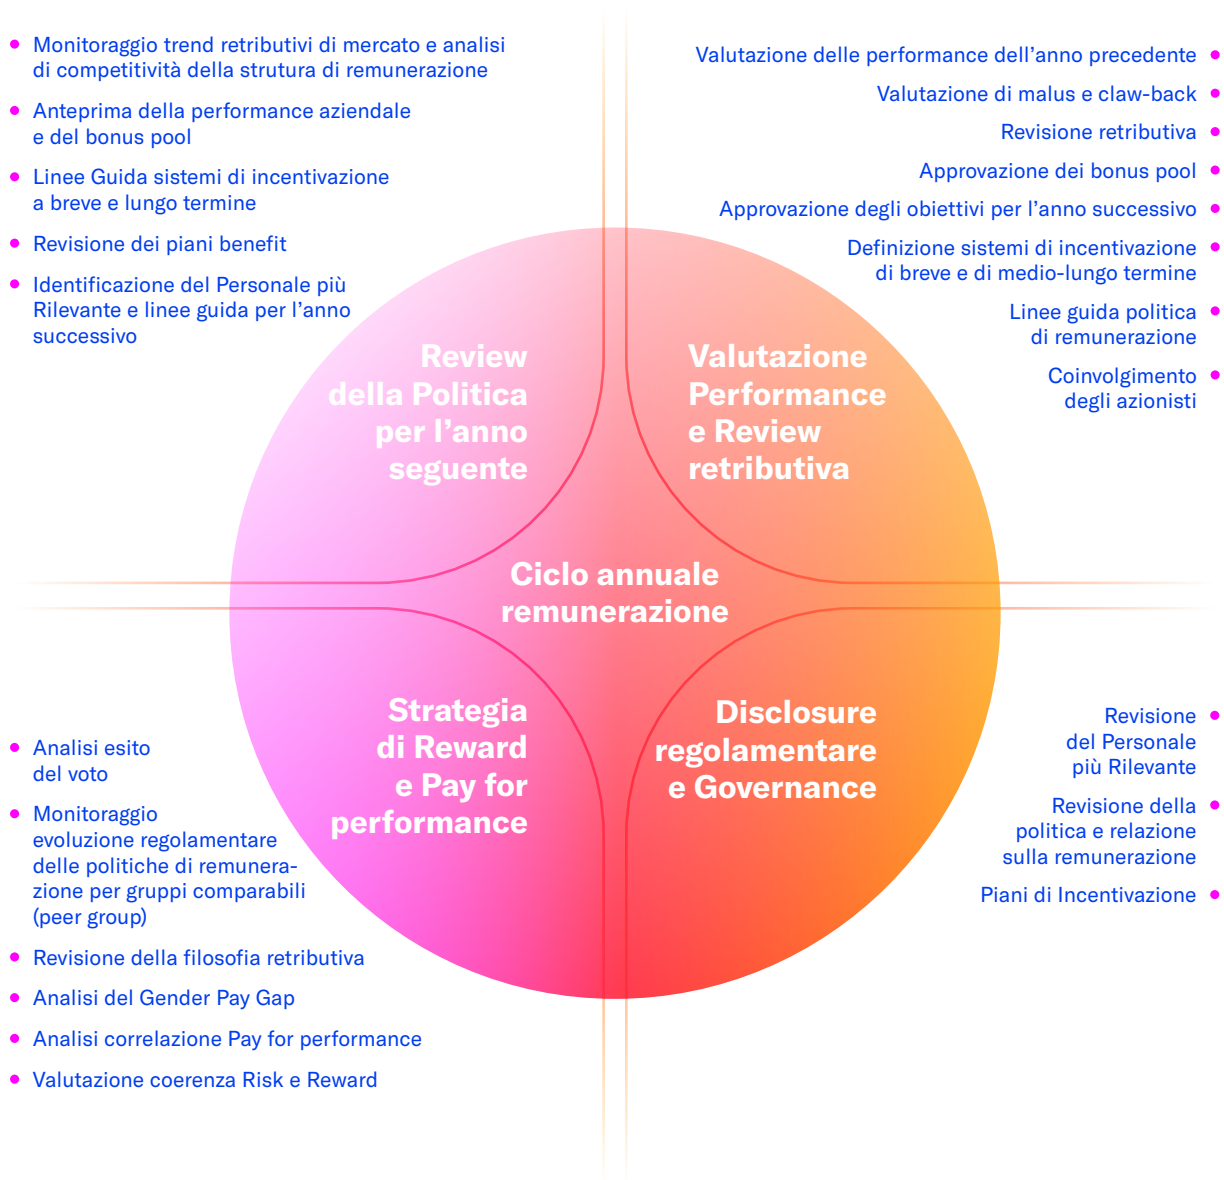 Monitoraggio trend retributivi di mercato e analisi
di competitività della strutura di remunerazione
Anteprima della performance aziendale
e del bonus pool
Linee Guida sistemi di incentivazione
a breve e lungo termine
Revisione dei piani benefit
Identificazione del Personale più
Rilevante e linee guida per l'anno
successivo
Valutazione delle performance dell'anno precedente
Valutazione di malus e claw-back
Revisione retributiva
Approvazione dei bonus pool
Approvazione degli obiettivi per l'anno successivo
Definizione sistemi di incentivazione
di breve e di medio-lungo termine
Linee guida politica
di remunerazione
Coinvolgimento
degli azionisti
Review
della Politica
per l'anno
seguente
Valutazione
Performance
e Review
retributiva
Ciclo annuale
remunerazione
Strategia
di Reward
e Pay for
performance
Disclosure
regolamentare
e Governance
Analisi esito
del voto
Monitoraggio
evoluzione regolamentare
delle politiche di remunera-
zione per gruppi comparabili
(peer group)
Revisione della filosofia retributiva
Analisi del Gender Pay Gap
Analisi correlazione Pay for performance
Valutazione coerenza Risk e Reward
Revisione
del Personale
più Rilevante
Revisione della
politica e relazione
sulla remunerazione
Piani di Incentivazione